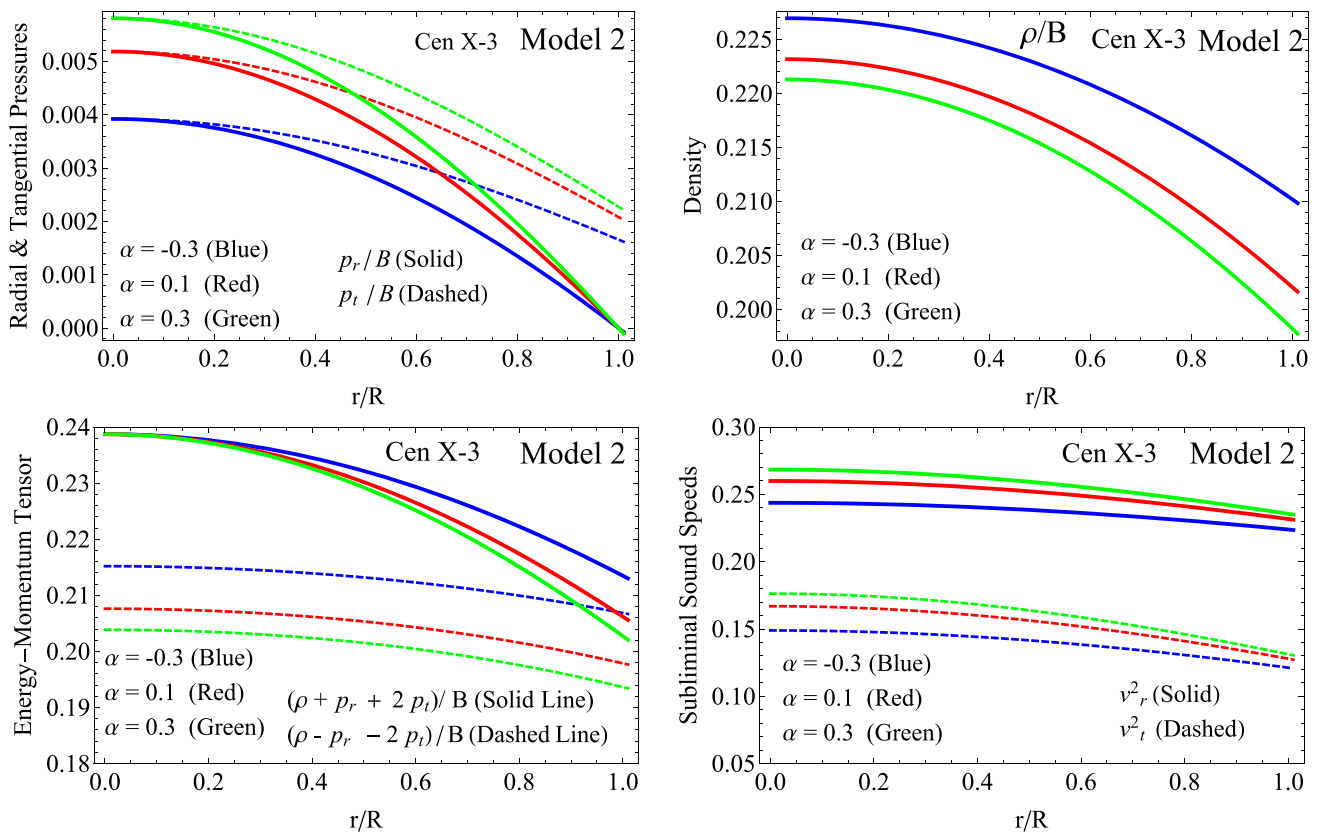 Cen X-3 Model 2
0.005
0.004
0.003
0.002
0.001
0.000
Radial & Tangential Pressures
α = -0.3 (Blue)
α = 0.1 (Red)
α = 0.3 (Green)
p_r / B (Solid)
p_t / B (Dashed)
0.0 0.2 0.4 0.6 0.8 1.0
r/R
ρ/B Cen X-3 Model 2
0.225
0.220
0.215
0.210
0.205
0.200
Density
α = -0.3 (Blue)
α = 0.1 (Red)
α = 0.3 (Green)
0.0 0.2 0.4 0.6 0.8 1.0
r/R
Cen X-3 Model 2
0.24
0.23
0.22
0.21
0.20
0.19
0.18
Energy−Momentum Tensor
α = -0.3 (Blue)
α = 0.1 (Red)
α = 0.3 (Green)
(ρ + p_r + 2 p_t)/ B (Solid Line)
(ρ - p_r - 2 p_t)/B (Dashed Line)
0.0 0.2 0.4 0.6 0.8 1.0
r/R
Cen X-3 Model 2
0.30
0.25
0.20
0.15
0.10
0.05
Subliminal Sound Speeds
α = -0.3 (Blue)
α = 0.1 (Red)
α = 0.3 (Green)
v²_r (Solid)
v²_t (Dashed)
0.0 0.2 0.4 0.6 0.8 1.0
r/R